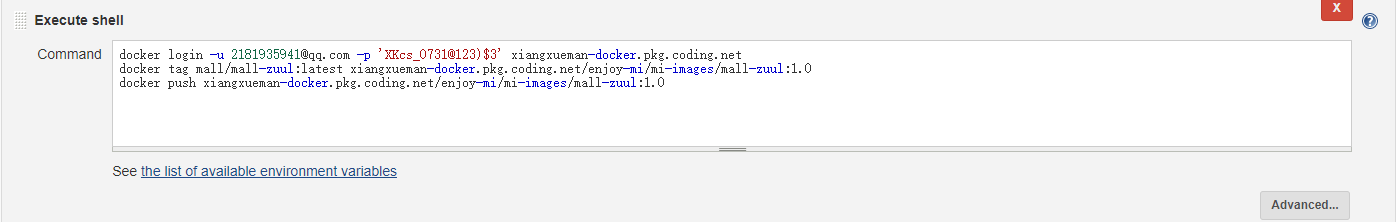 X
Execute shell
?
Command
docker login -u 2181935941@qq.com -p 'XKcs_0731@123)$3' xiangxueman-docker.pkg.coding.net
docker tag mall/mall-zuul:latest xiangxueman-docker.pkg.coding.net/enjoy-mi/mi-images/mall-zuul:1.0
docker push xiangxueman-docker.pkg.coding.net/enjoy-mi/mi-images/mall-zuul:1.0
See the list of available environment variables
Advanced...